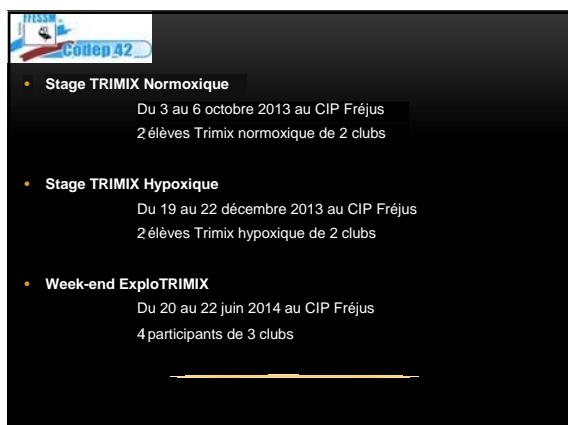 FFESSM
Codep 42
• Stage TRIMIX Normoxique
Du 3 au 6 octobre 2013 au CIP Fréjus
2 élèves Trimix normoxique de 2 clubs
• Stage TRIMIX Hypoxique
Du 19 au 22 décembre 2013 au CIP Fréjus
2 élèves Trimix hypoxique de 2 clubs
• Week-end ExploTRIMIX
Du 20 au 22 juin 2014 au CIP Fréjus
4 participants de 3 clubs